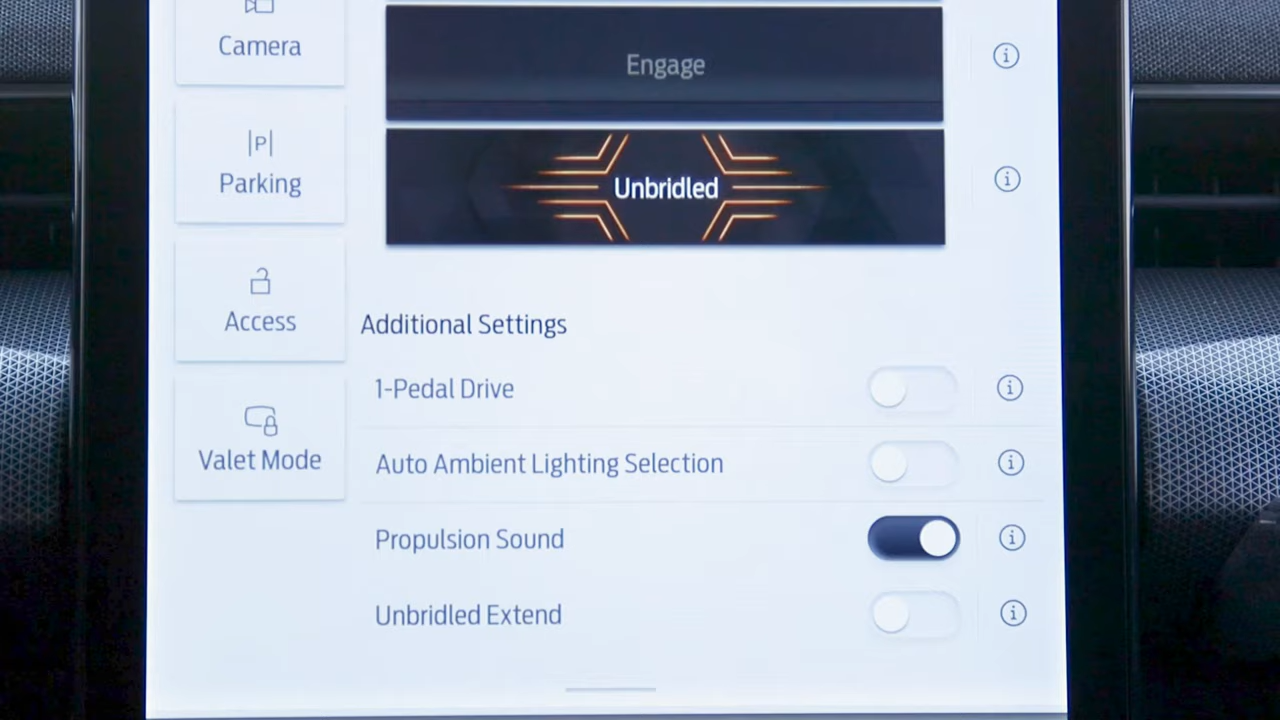 Camera
Engage
Parking
Unbridled
Access
Additional Settings
1-Pedal Drive
Valet Mode
Auto Ambient Lighting Selection
Propulsion Sound
Unbridled Extend